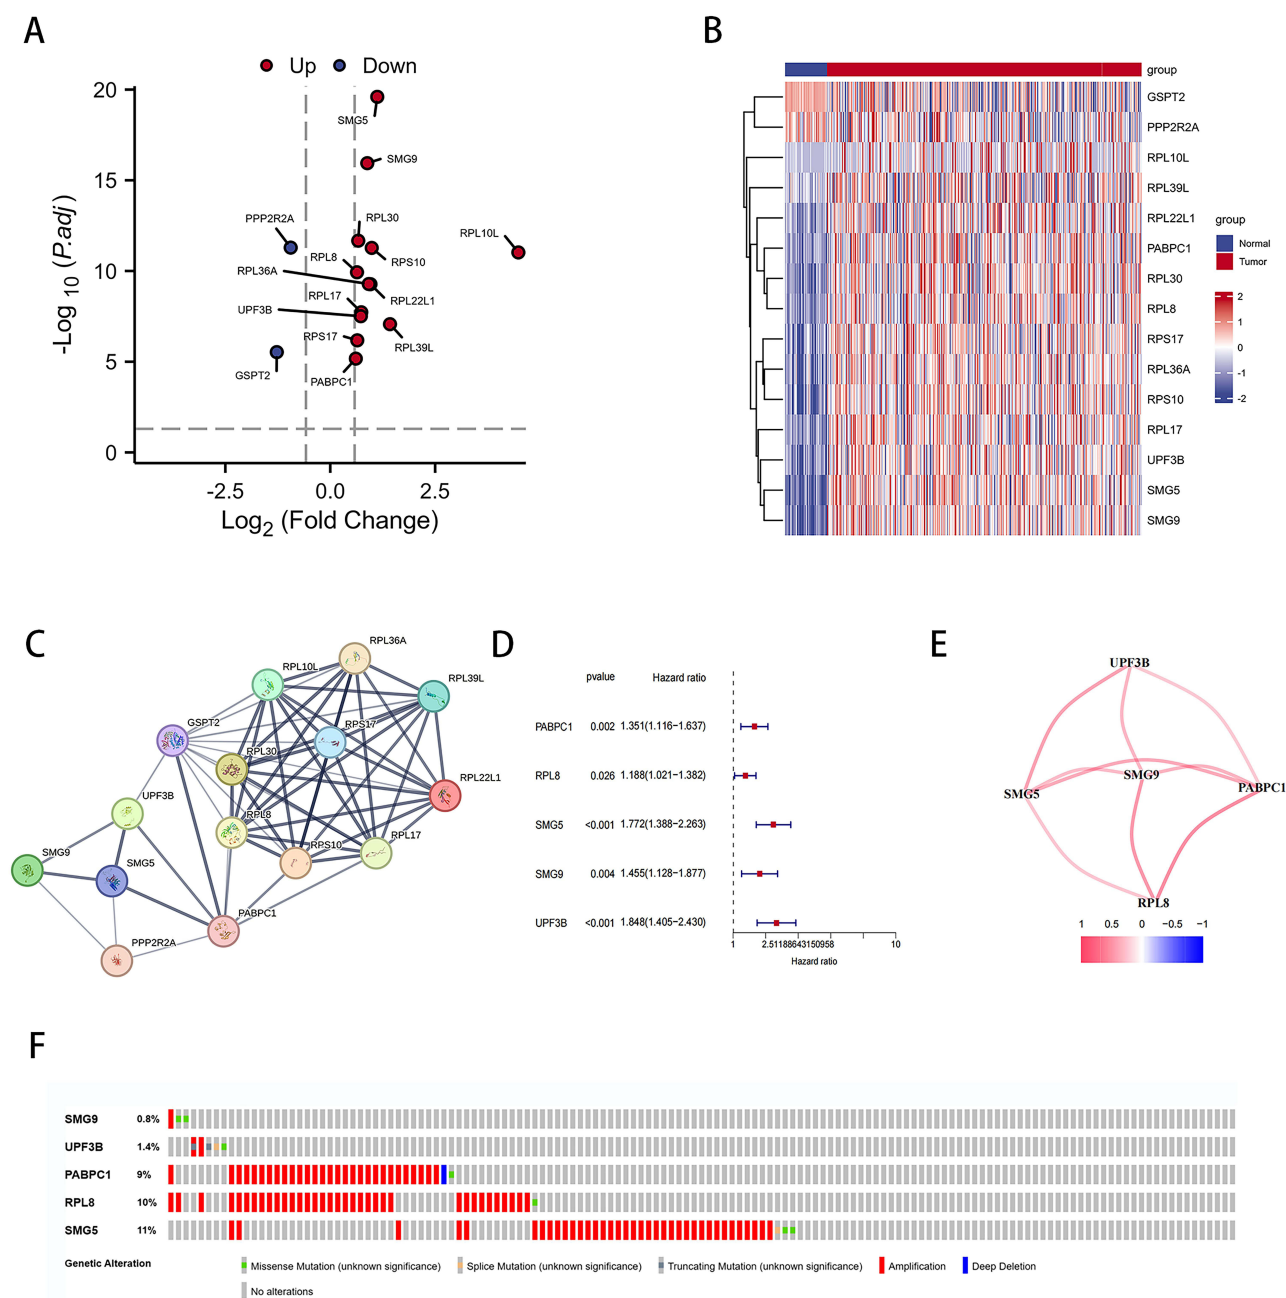 A
Up
Down
20
15
10
5
0
-Log 10 (P.adj)
SMG5
SMG9
RPL30
PPP2R2A
RPL10L
RPL8
RPS10
RPL36A
RPL17
RPL22L1
UPF3B
RPS17
RPL39L
GSPT2
PABPC1
-2.5
0.0
2.5
Log2 (Fold Change)
B
group
GSPT2
PPP2R2A
RPL10L
RPL39L
RPL22L1
PABPC1
RPL30
RPL8
RPS17
RPL36A
RPS10
RPL17
UPF3B
SMG5
SMG9
group
Normal
Tumor
2
1
0
-1
-2
C
RPL36A
RPL10L
RPL39L
GSPT2
RPS17
RPL30
RPL22L1
UPF3B
RPL8
RPS10
RPL17
SMG9
SMG5
PABPC1
PPP2R2A
D
pvalue Hazard ratio
PABPC1 0.002 1.351(1.116−1.637)
RPL8 0.026 1.188(1.021−1.382)
SMG5 <0.001 1.772(1.388−2.263)
SMG9 0.004 1.455(1.128−1.877)
UPF3B <0.001 1.848(1.405−2.430)
1 2.51188643150958 10
Hazard ratio
E
UPF3B
SMG9
SMG5
PABPC1
RPL8
1 0.5 0 −0.5 −1
F
SMG9 0.8%
UPF3B 1.4%
PABPC1 9%
RPL8 10%
SMG5 11%
Genetic Alteration
Missense Mutation (unknown significance)
Splice Mutation (unknown significance)
Truncating Mutation (unknown significance)
Amplification
Deep Deletion
No alterations